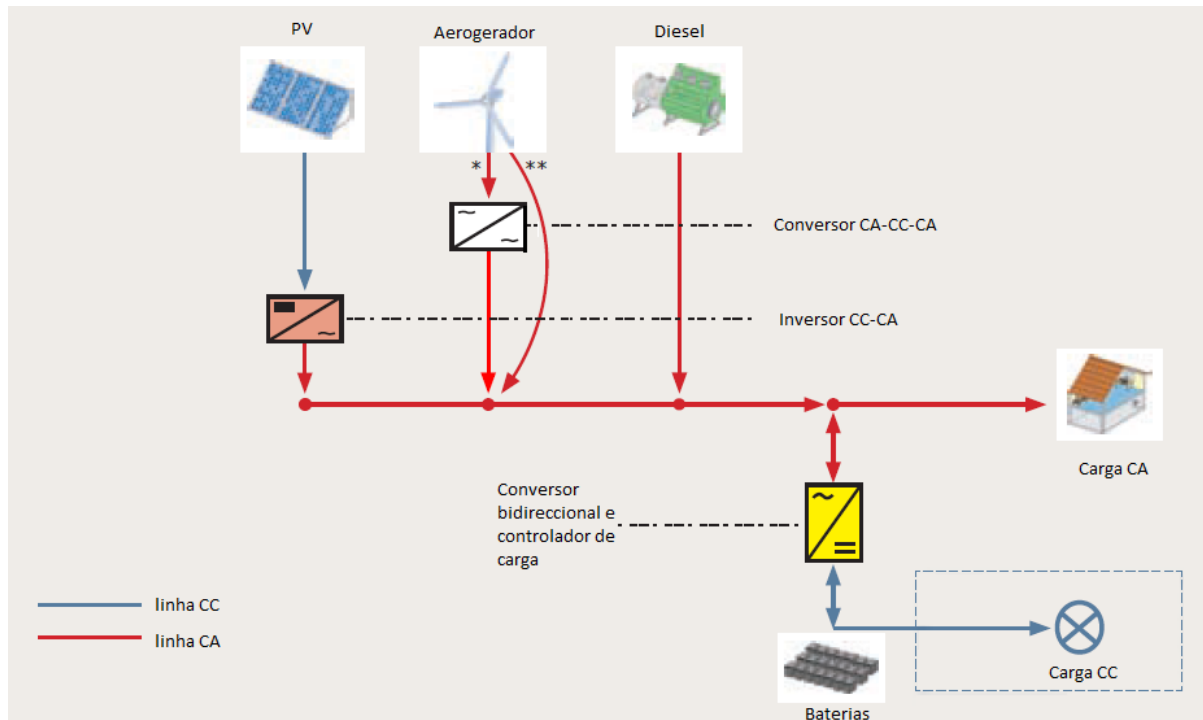 PV
Aerogerador
Diesel
*
**
Conversor CA-CC-CA
Inversor CC-CA
Carga CA
Conversor
bidireccional e
controlador de
carga
linha CC
linha CA
Carga CC
Baterias